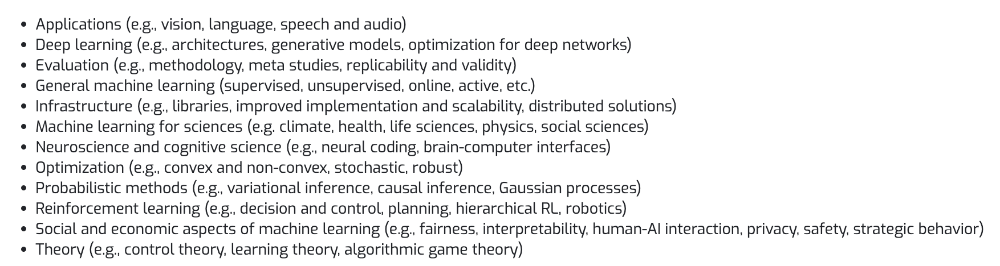 • Applications (e.g., vision, language, speech and audio)
• Deep learning (e.g., architectures, generative models, optimization for deep networks)
• Evaluation (e.g., methodology, meta studies, replicability and validity)
• General machine learning (supervised, unsupervised, online, active, etc.)
• Infrastructure (e.g., libraries, improved implementation and scalability, distributed solutions)
• Machine learning for sciences (e.g. climate, health, life sciences, physics, social sciences)
• Neuroscience and cognitive science (e.g., neural coding, brain-computer interfaces)
• Optimization (e.g., convex and non-convex, stochastic, robust)
• Probabilistic methods (e.g., variational inference, causal inference, Gaussian processes)
• Reinforcement learning (e.g., decision and control, planning, hierarchical RL, robotics)
• Social and economic aspects of machine learning (e.g., fairness, interpretability, human-AI interaction, privacy, safety, strategic behavior)
• Theory (e.g., control theory, learning theory, algorithmic game theory)